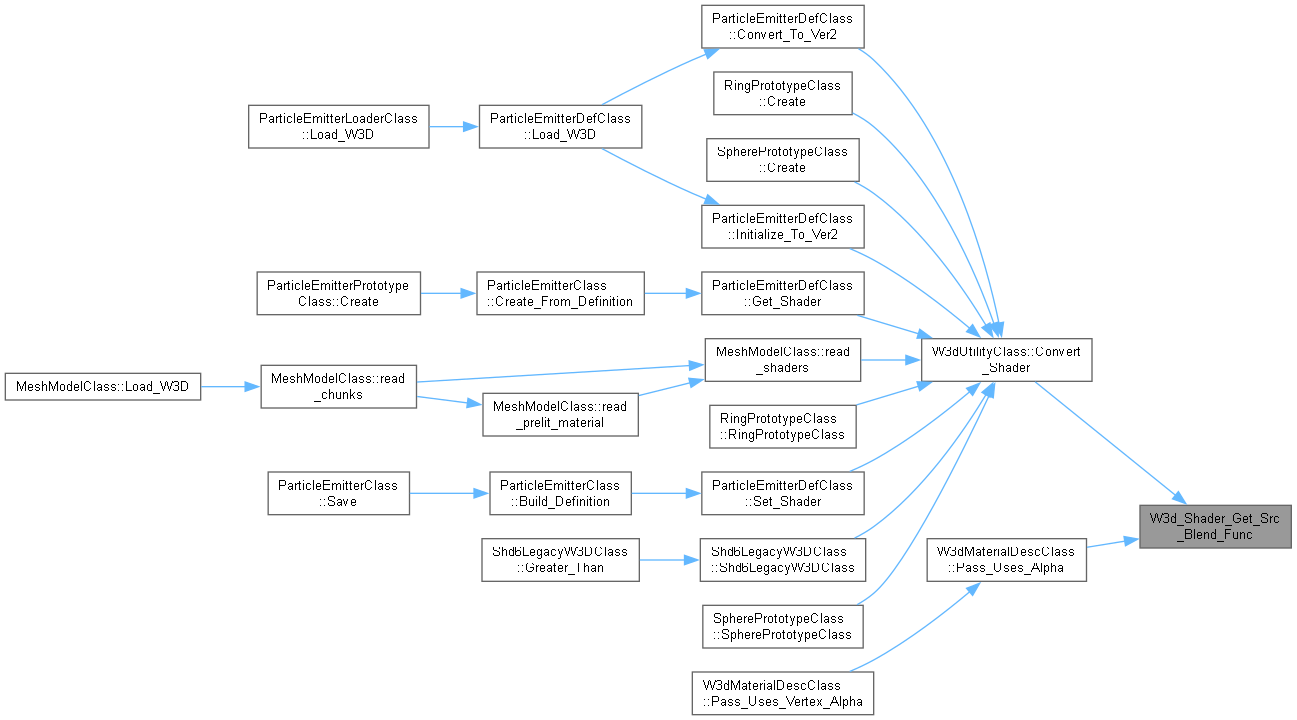 ParticleEmitterDefClass
::Convert_To_Ver2
RingPrototypeClass
::Create
ParticleEmitterLoaderClass
::Load_W3D
ParticleEmitterDefClass
::Load_W3D
SpherePrototypeClass
::Create
ParticleEmitterDefClass
::Initialize_To_Ver2
ParticleEmitterPrototype
Class::Create
ParticleEmitterClass
::Create_From_Definition
ParticleEmitterDefClass
::Get_Shader
MeshModelClass::read
_shaders
W3dUtilityClass::Convert
_Shader
MeshModelClass::Load_W3D
MeshModelClass::read
_chunks
MeshModelClass::read
_prelit_material
RingPrototypeClass
::RingPrototypeClass
ParticleEmitterClass
::Save
ParticleEmitterClass
::Build_Definition
ParticleEmitterDefClass
::Set_Shader
W3d_Shader_Get_Src
_Blend_Func
Shd6LegacyW3DClass
::Greater_Than
Shd6LegacyW3DClass
::Shd6LegacyW3DClass
W3dMaterialDescClass
::Pass_Uses_Alpha
SpherePrototypeClass
::SpherePrototypeClass
W3dMaterialDescClass
::Pass_Uses_Vertex_Alpha